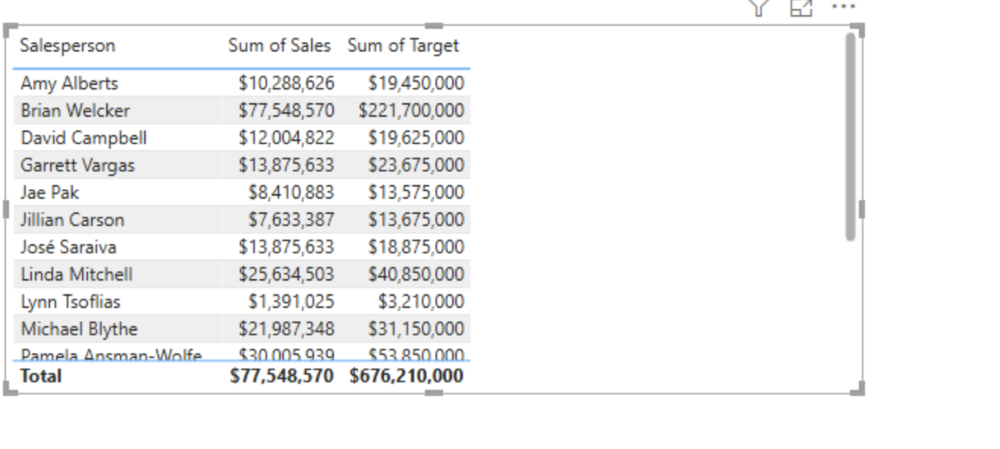 Salesperson Sum of Sales Sum of Target
Amy Alberts $10,288,626 $19,450,000
Brian Welcker $77,548,570 $221,700,000
David Campbell $12,004,822 $19,625,000
Garrett Vargas $13,875,633 $23,675,000
Jae Pak $8,410,883 $13,575,000
Jillian Carson $7,633,387 $13,675,000
José Saraiva $13,875,633 $18,875,000
Linda Mitchell $25,634,503 $40,850,000
Lynn Tsoflias $1,391,025 $3,210,000
Michael Blythe $21,987,348 $31,150,000
Pamela Ansman-Wolfe $30,005,939 $53,850,000
Total $77,548,570 $676,210,000